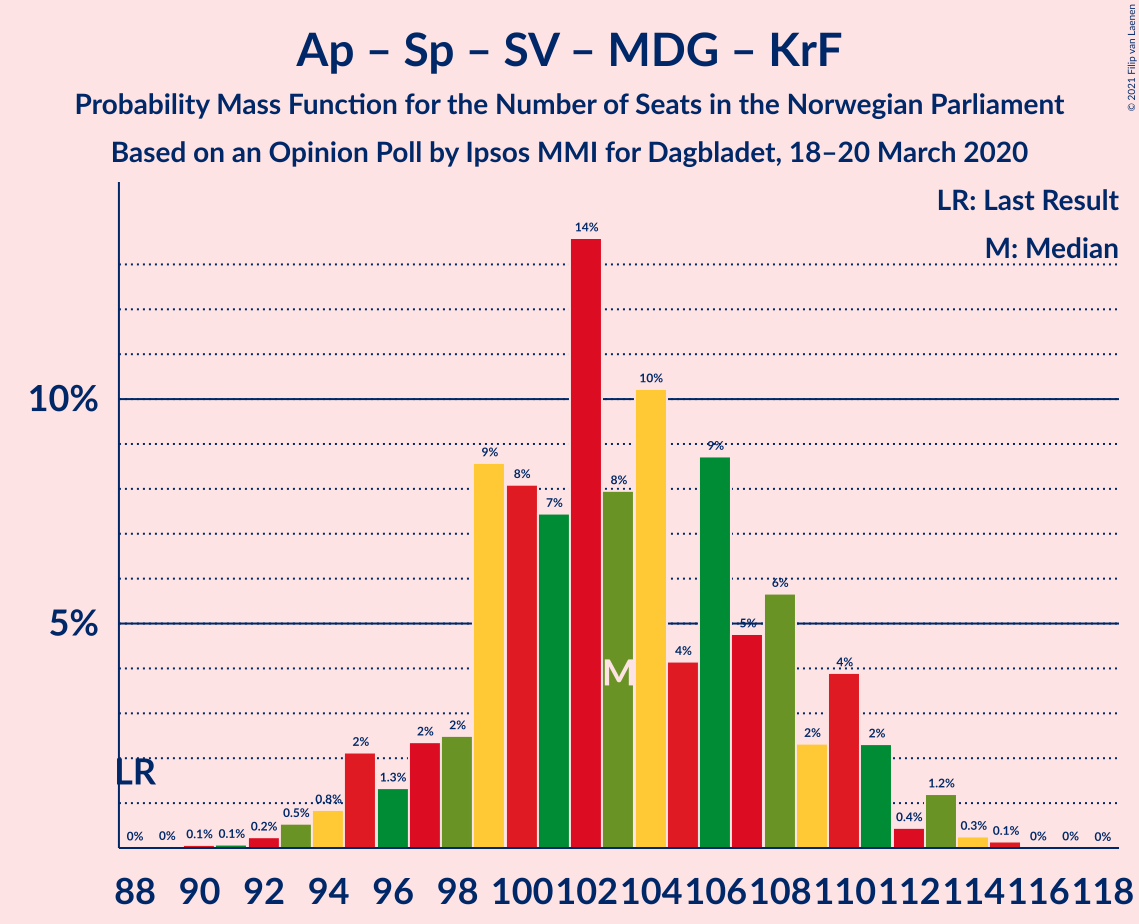 Ap – Sp – SV – MDG – KrF
Probability Mass Function for the Number of Seats in the Norwegian Parliament
Based on an Opinion Poll by Ipsos MMI for Dagbladet, 18–20 March 2020
© 2021 Filip van Laenen
LR: Last Result
M: Median
10%
5%
LR
M
0% 0% 0.1% 0.1% 0.2% 0.5% 0.8% 2% 1.3% 2% 2% 9% 8% 7% 14% 8% 10% 4% 9% 5% 6% 2% 4% 2% 0.4% 1.2% 0.3% 0.1% 0% 0% 0%
88 90 92 94 96 98 100 102 104 106 108 110 112 114 116 118